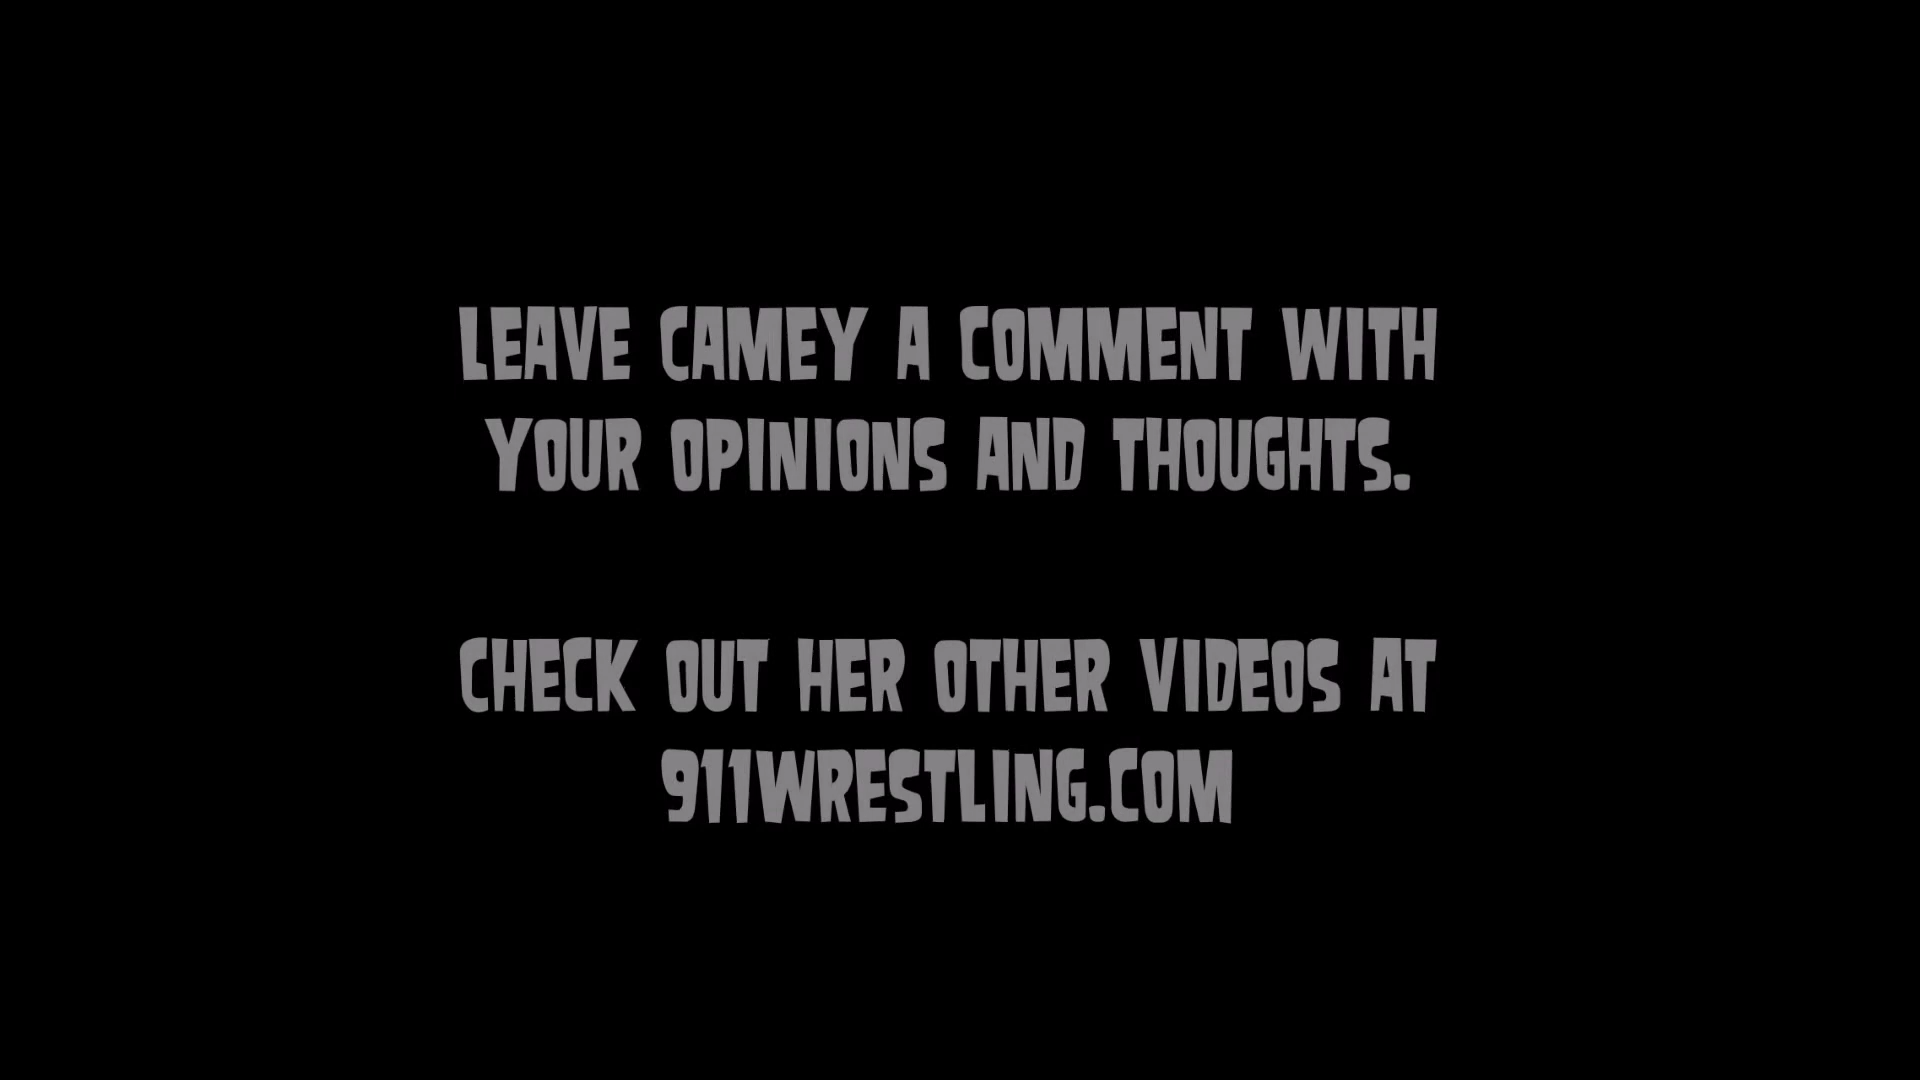 LEAVE CAMEY A COMMENT WITH
YOUR OPINIONS AND THOUGHTS.
CHECK OUT HER OTHER VIDEOS AT
911WRESTLING.COM